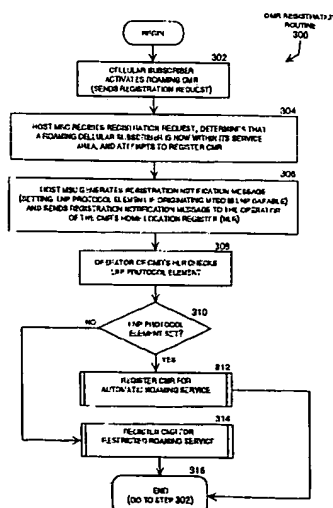 CMR REGISTRATION
ROUTINE
300
BEGIN
302
CELLULAR SUBSCRIBER
ACTIVATES ROAMING CMR
(SENDS REGISTRATION REQUEST)
304
HOST MSC RECEIVES REGISTRATION REQUEST, DETERMINES THAT
A ROAMING CELLULAR SUBSCRIBER IS NOW WITHIN ITS SERVICE
AREA, AND ATTEMPTS TO REGISTER CMR
306
HOST MSC GENERATES REGISTRATION NOTIFICATION MESSAGE
(SETTING LNP PROTOCOL ELEMENT IF ORIGINATING MTSO IS LNP CAPABLE)
AND SENDS REGISTRATION NOTIFICATION MESSAGE TO THE OPERATOR
OF THE CMR'S HOME LOCATION REGISTER (HLR)
308
OPERATOR OF CMR'S HLR CHECKS
LNP PROTOCOL ELEMENT
310
NO
LNP PROTOCOL
ELEMENT SET?
YES
312
REGISTER CMR FOR
AUTOMATIC ROAMING SERVICE
314
REGISTER CMR FOR
RESTRICTED ROAMING SERVICE
316
END
(GO TO STEP 302)